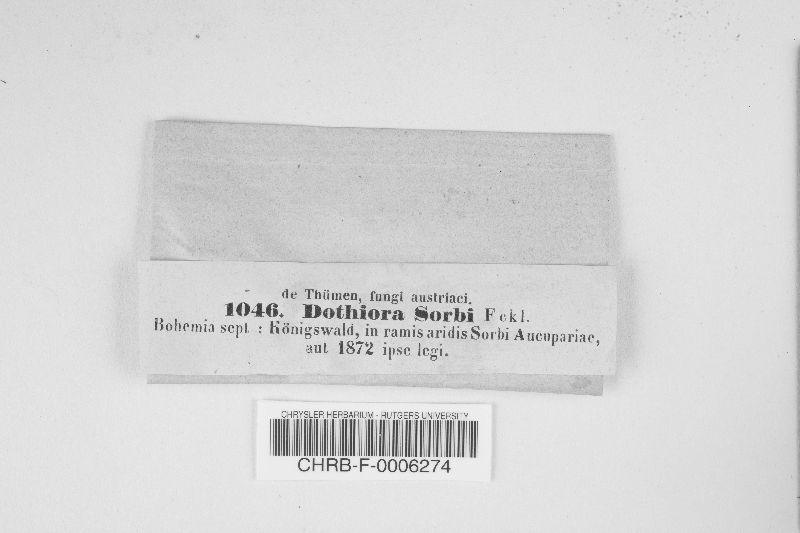 de Thümen, fungi austriaci.
1046. Dothiora Sorbi Fckl.
Bohemia sept : Königswald, in ramis aridis Sorbi Aucupariae,
aut 1872 ipse legi.
CHRYSLER HERBARIUM - RUTGERS UNIVERSITY
CHRB-F-0006274